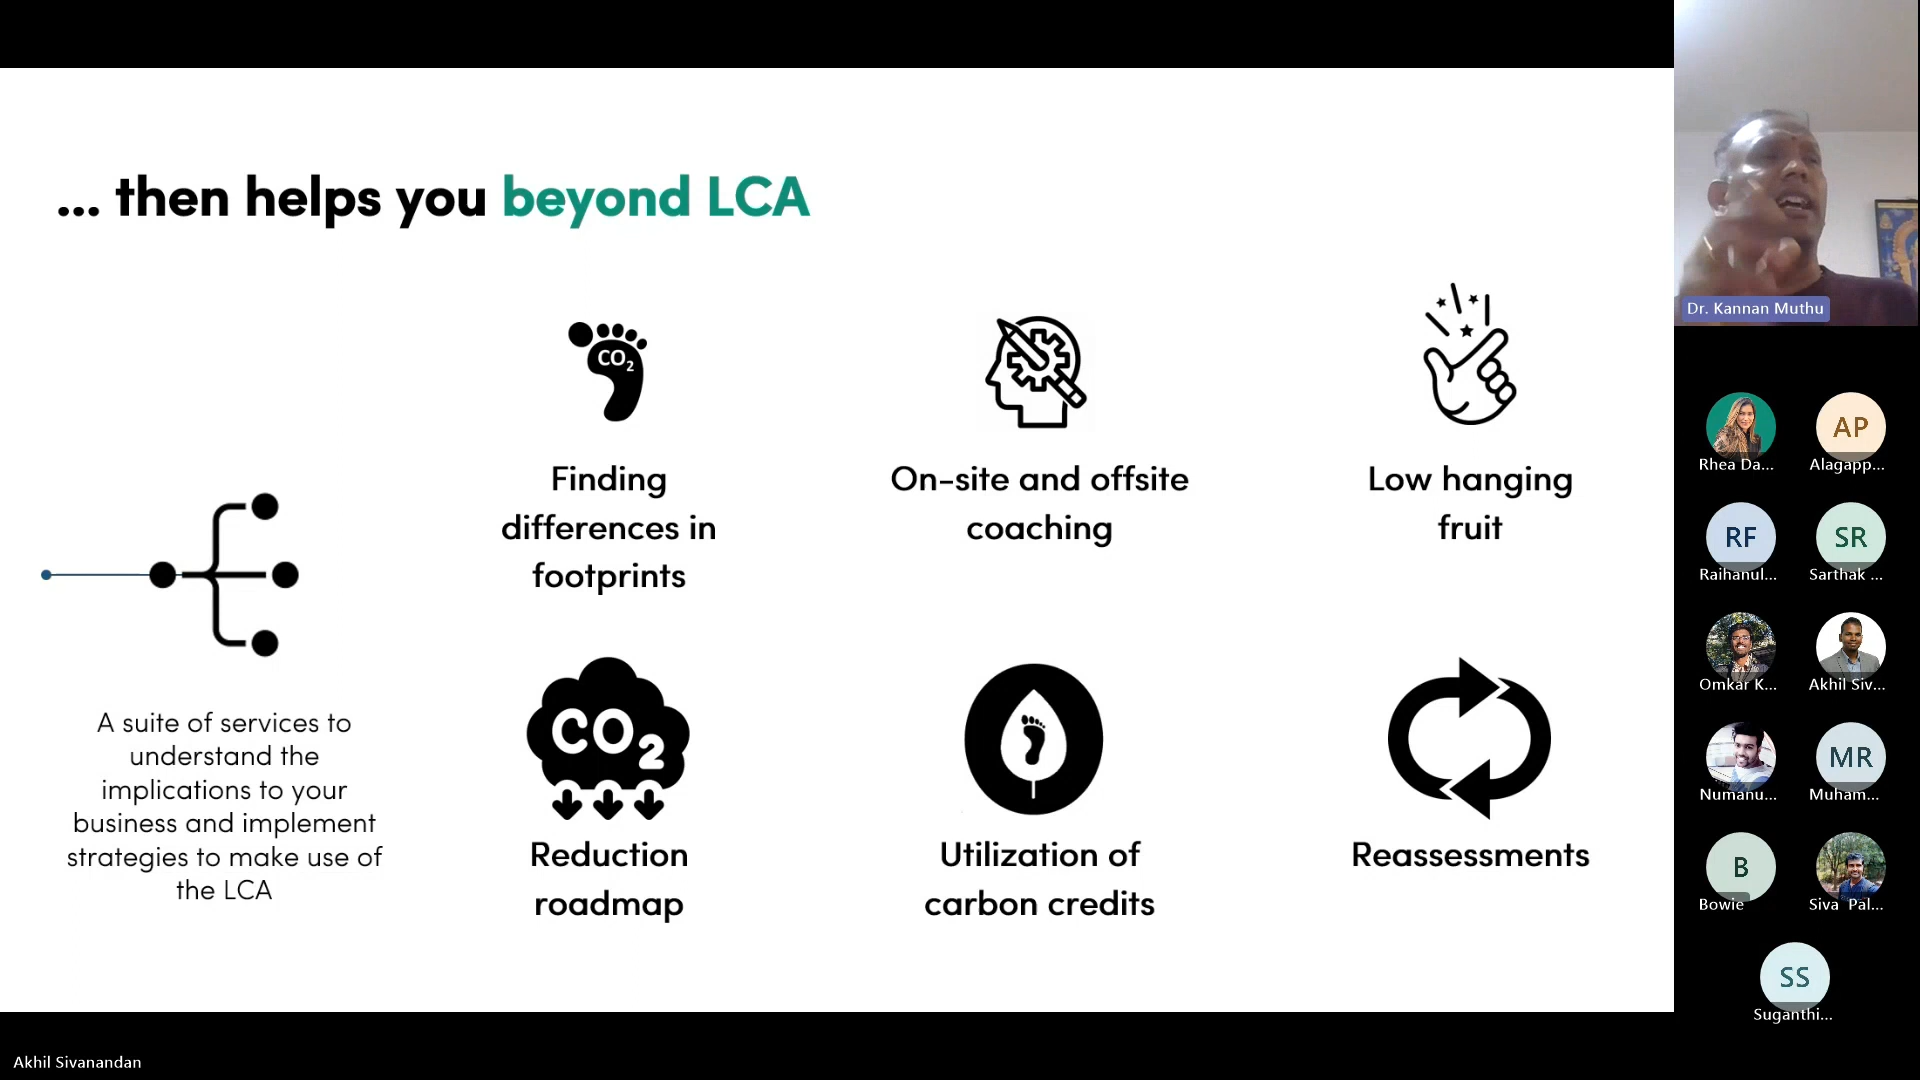 ... then helps you beyond LCA
CO2
Finding
differences in
footprints
On-site and offsite
coaching
Low hanging
fruit
A suite of services to
understand the
implications to your
business and implement
strategies to make use of
the LCA
CO2
Reduction
roadmap
Utilization of
carbon credits
Reassessments
Dr. Kannan Muthu
Rhea Da...
AP
Alagapp...
RF
Raihanul...
SR
Sarthak ...
Omkar K...
Akhil Siv...
Numanu...
MR
Muham...
B
Bowie
Siva Pal...
SS
Suganthi...
Akhil Sivanandan